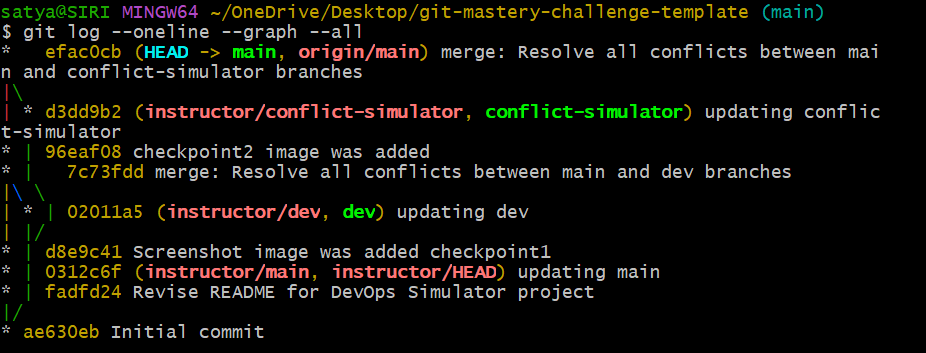 satya@SIRI MINGW64 ~/OneDrive/Desktop/git-mastery-challenge-template (main)
$ git log --oneline --graph --all
*   efac0cb (HEAD -> main, origin/main) merge: Resolve all conflicts between mai
n and conflict-simulator branches
|\
| * d3dd9b2 (instructor/conflict-simulator, conflict-simulator) updating conflic
t-simulator
* | 96eaf08 checkpoint2 image was added
* |   7c73fdd merge: Resolve all conflicts between main and dev branches
|\ \
| * | 02011a5 (instructor/dev, dev) updating dev
| |/
* | d8e9c41 Screenshot image was added checkpoint1
* | 0312c6f (instructor/main, instructor/HEAD) updating main
* | fadfd24 Revise README for DevOps Simulator project
|/
* ae630eb Initial commit